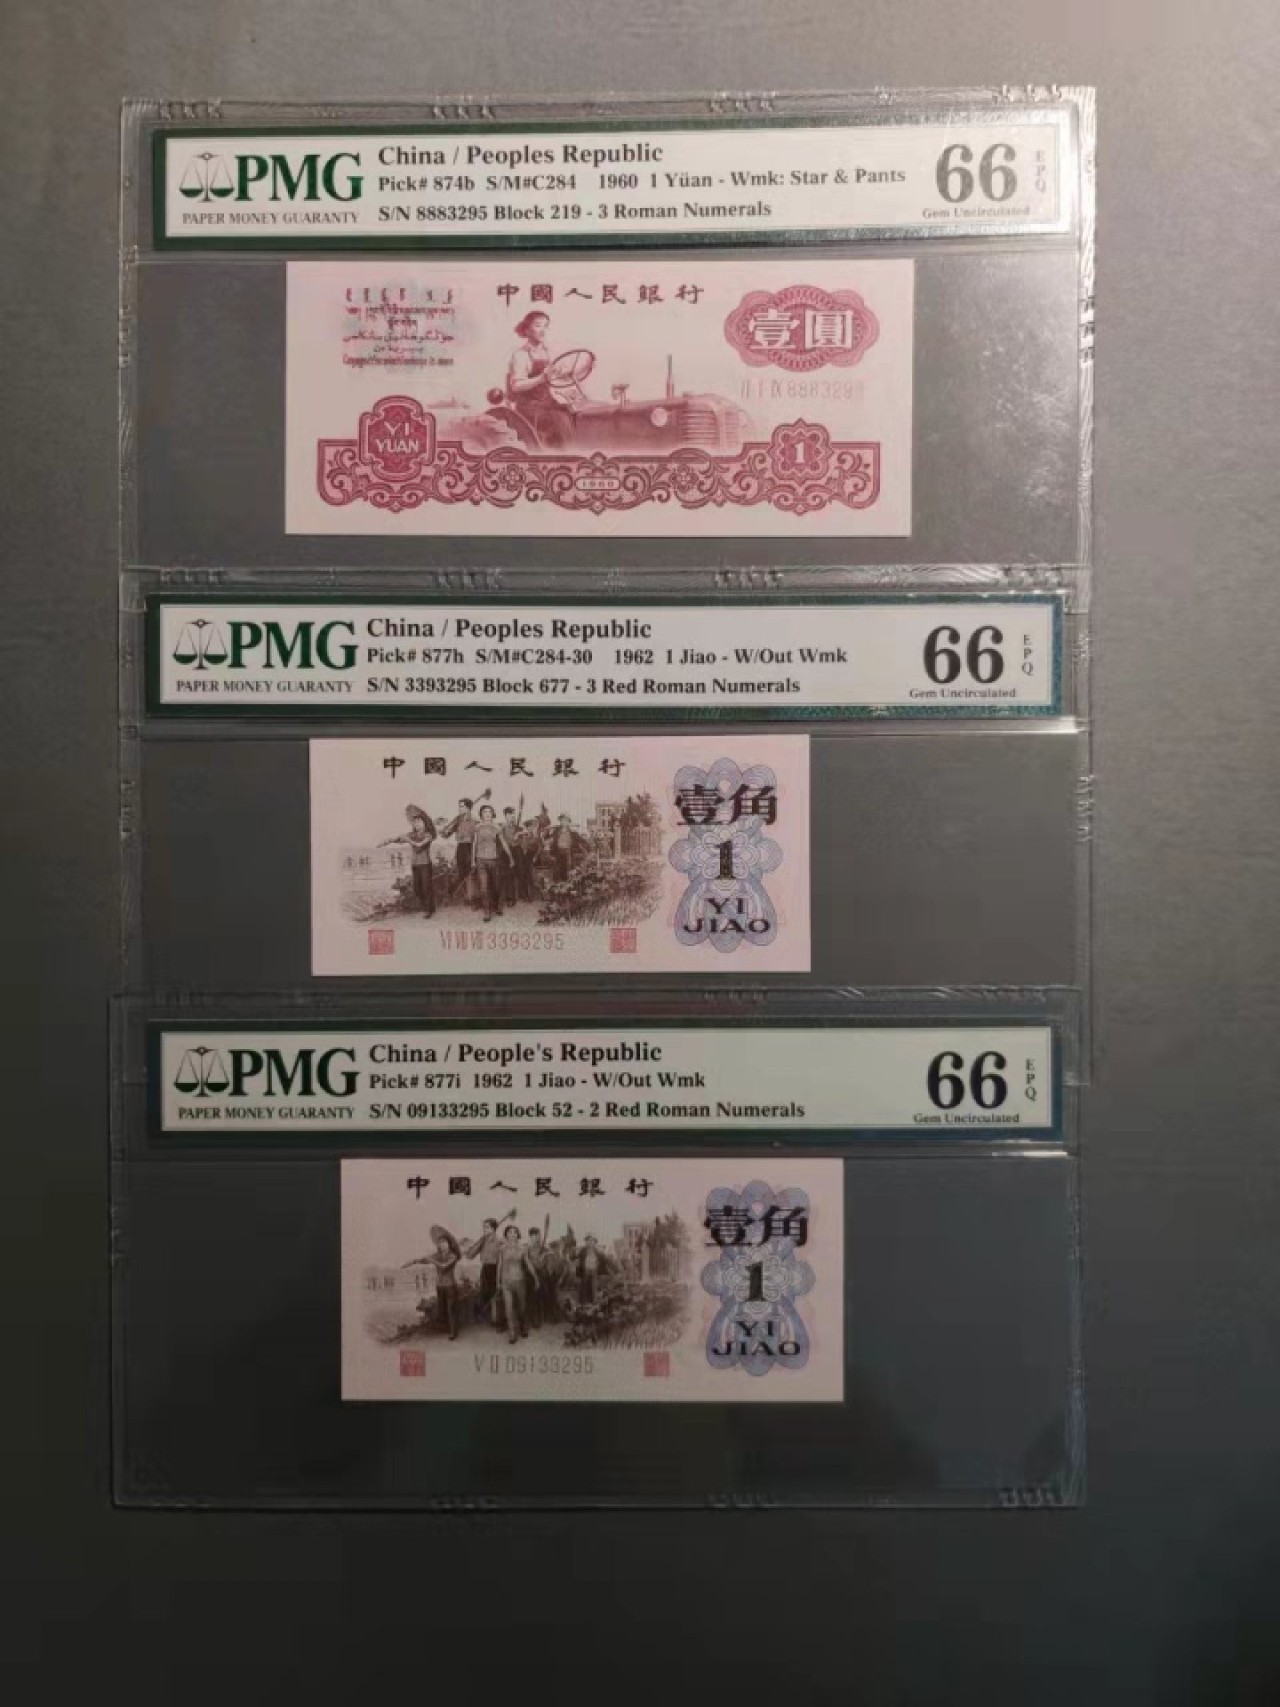 PMG
PAPER MONEY GUARANTY
China / Peoples Republic
Pick# 874b S/M#C284 1960 1 Yüan - Wmk: Star & Pants
S/N 8883295 Block 219 - 3 Roman Numerals
66
EPQ
Gem Uncirculated
中國人民銀行
壹圓
II I IX 888329
YI
YUAN
1
1960
PMG
PAPER MONEY GUARANTY
China / Peoples Republic
Pick# 877h S/M#C284-30 1962 1 Jiao - W/Out Wmk
S/N 3393295 Block 677 - 3 Red Roman Numerals
66
EPQ
Gem Uncirculated
中國人民銀行
壹角
1
YI
JIAO
VI VII VII 3393295
PMG
PAPER MONEY GUARANTY
China / People's Republic
Pick# 877i 1962 1 Jiao - W/Out Wmk
S/N 09133295 Block 52 - 2 Red Roman Numerals
66
EPQ
Gem Uncirculated
中國人民銀行
壹角
1
YI
JIAO
V II 09133295